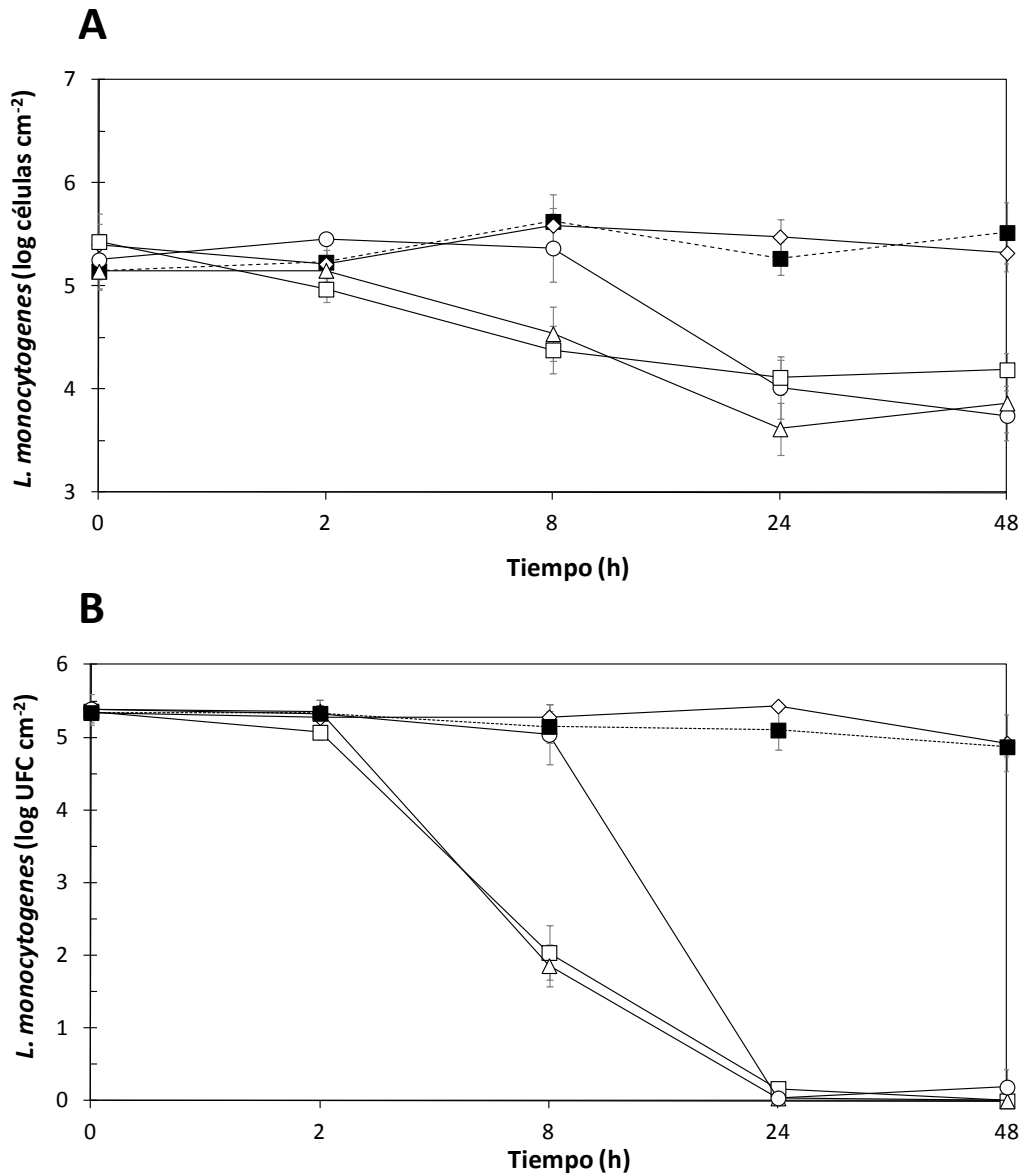 A
L. monocytogenes (log células cm⁻²)
7
6
5
4
3
0 2 8 24 48
Tiempo (h)
B
L. monocytogenes (log UFC cm⁻²)
6
5
4
3
2
1
0
0 2 8 24 48
Tiempo (h)